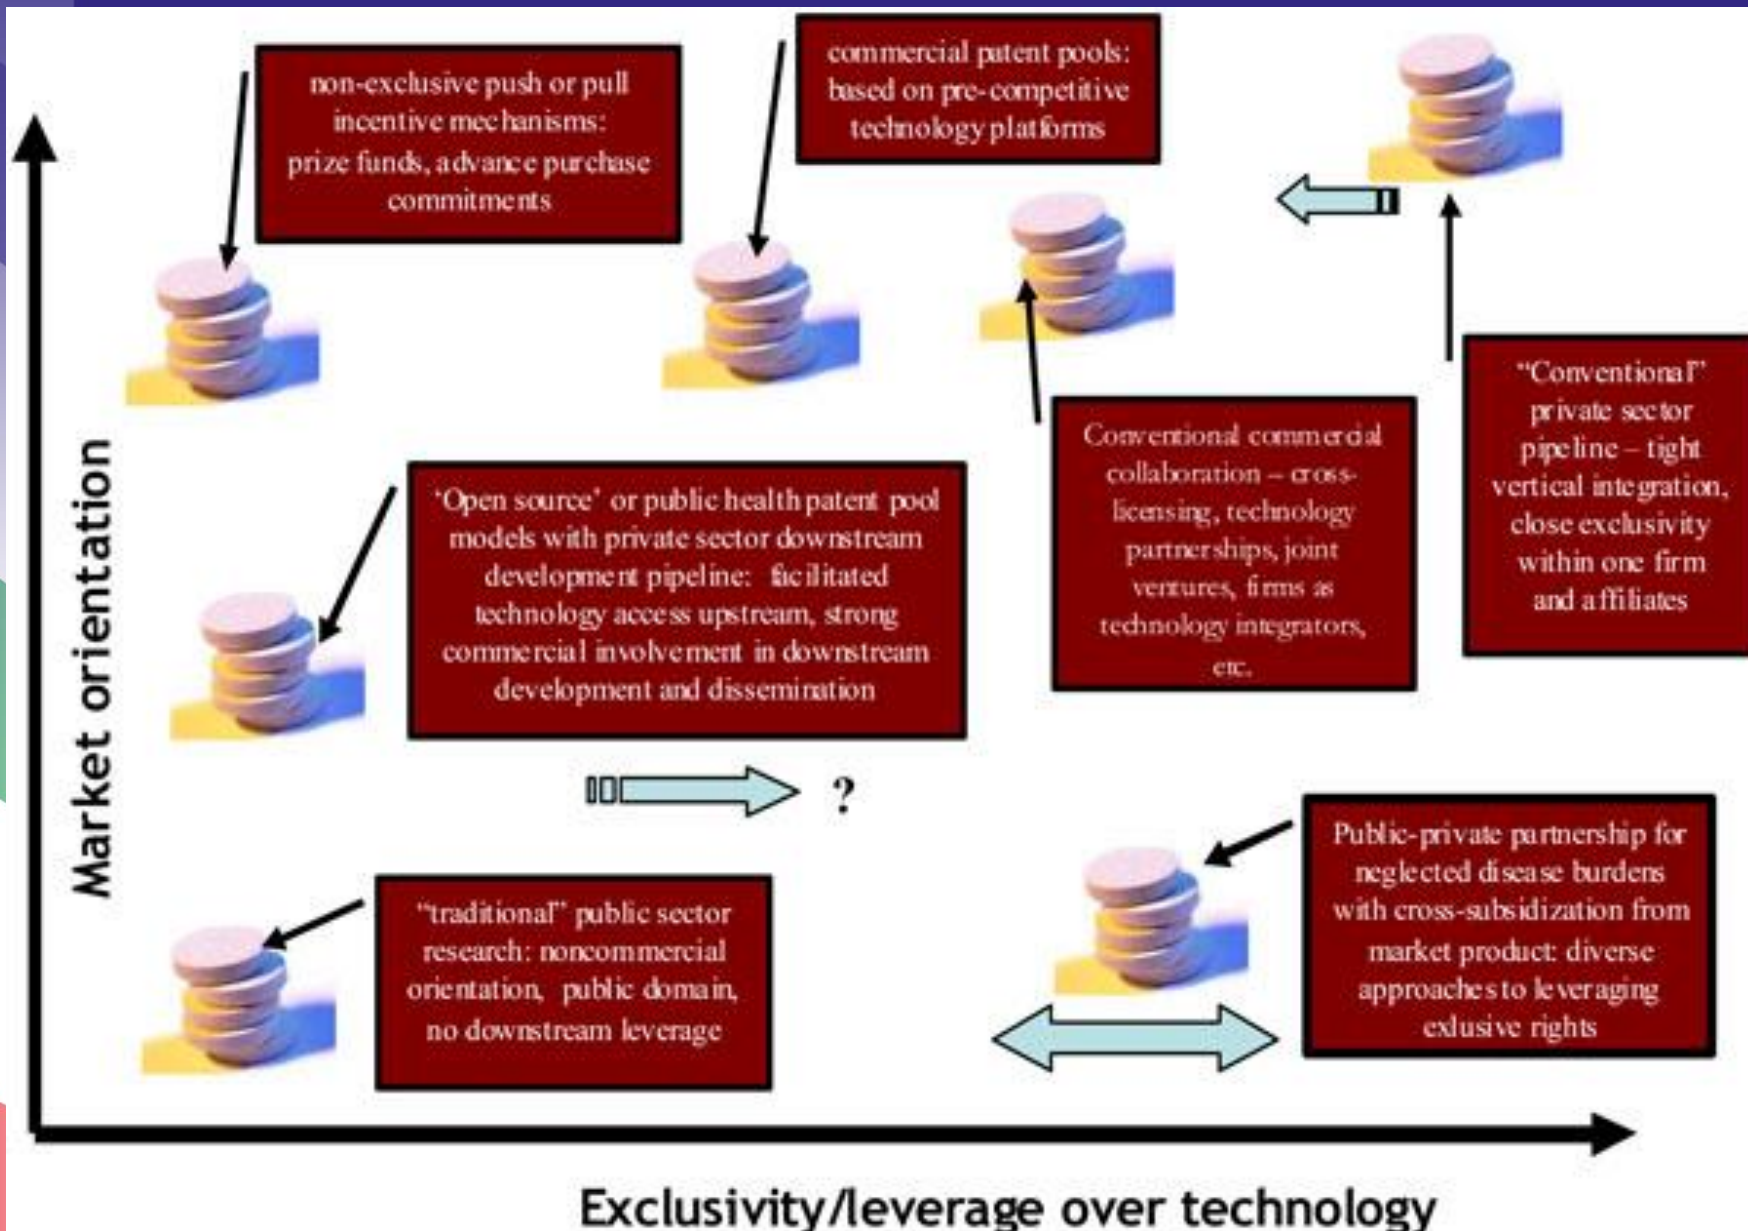 non-exclusive push or pull
incentive mechanisms:
prize funds, advance purchase
commitments
commercial patent pools:
based on pre-competitive
technology platforms
"Conventional"
private sector
pipeline – tight
vertical integration,
close exclusivity
within one firm
and affiliates
Conventional commercial
collaboration – cross-
licensing, technology
partnerships, joint
ventures, firms as
technology integrators,
etc.
'Open source' or public health patent pool
models with private sector downstream
development pipeline: facilitated
technology access upstream, strong
commercial involvement in downstream
development and dissemination
?
"traditional" public sector
research: noncommercial
orientation, public domain,
no downstream leverage
Public-private partnership for
neglected disease burdens
with cross-subsidization from
market product: diverse
approaches to leveraging
exlusive rights
Market orientation
Exclusivity/leverage over technology